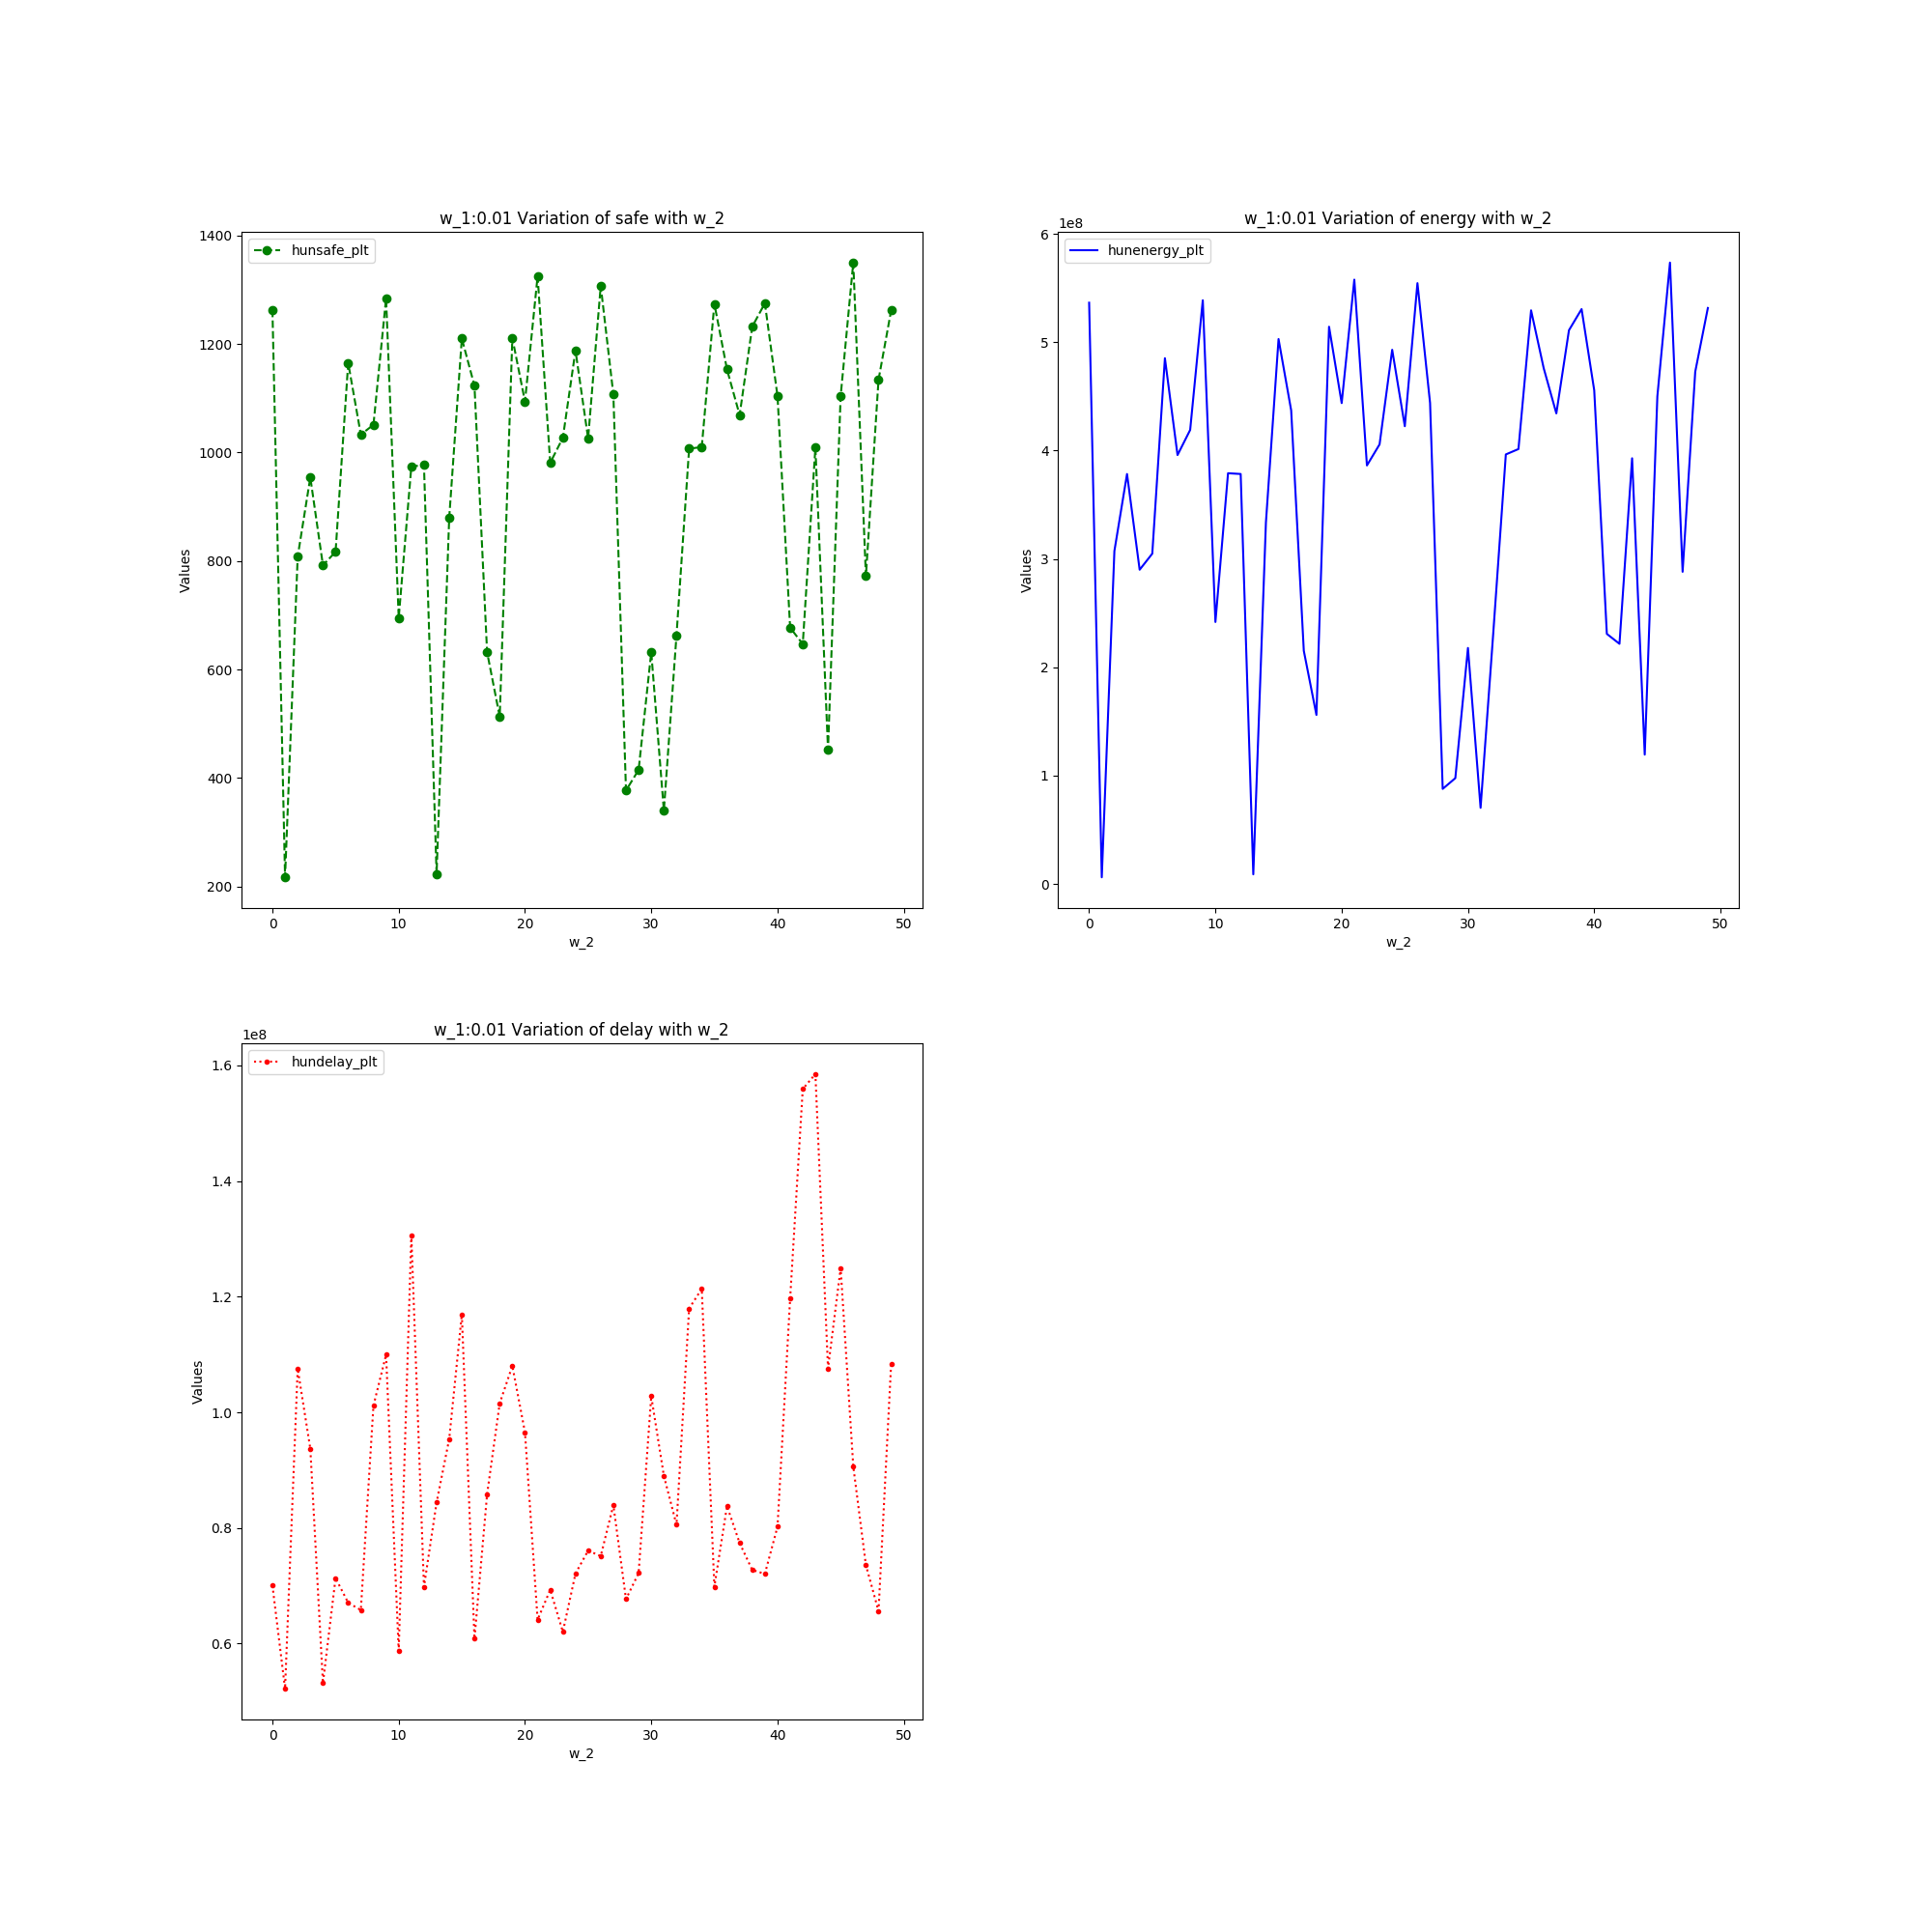 w_1:0.01 Variation of safe with w_2
hunsafe_plt
1400
1200
1000
800
600
400
200
Values
0 10 20 30 40 50
w_2
w_1:0.01 Variation of energy with w_2
1e8
hunenergy_plt
6
5
4
3
2
1
0
Values
0 10 20 30 40 50
w_2
w_1:0.01 Variation of delay with w_2
1e8
hundelay_plt
1.6
1.4
1.2
1.0
0.8
0.6
Values
0 10 20 30 40 50
w_2